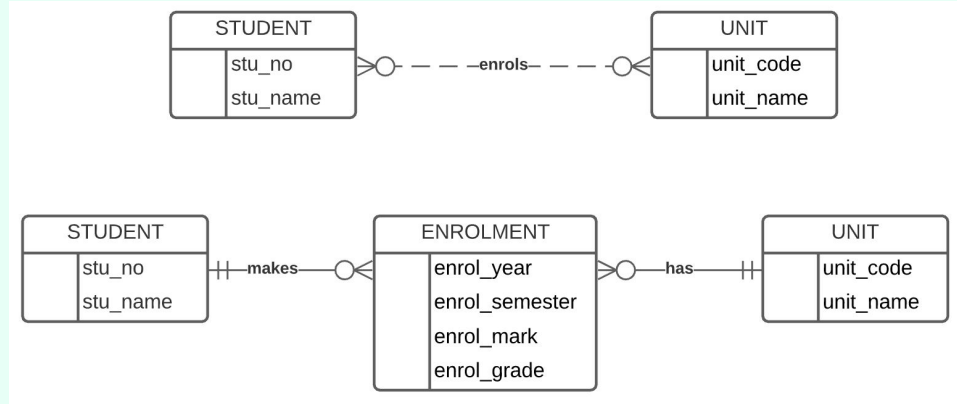 STUDENT
stu_no
stu_name
enrols
UNIT
unit_code
unit_name
STUDENT
stu_no
stu_name
makes
ENROLMENT
enrol_year
enrol_semester
enrol_mark
enrol_grade
has
UNIT
unit_code
unit_name